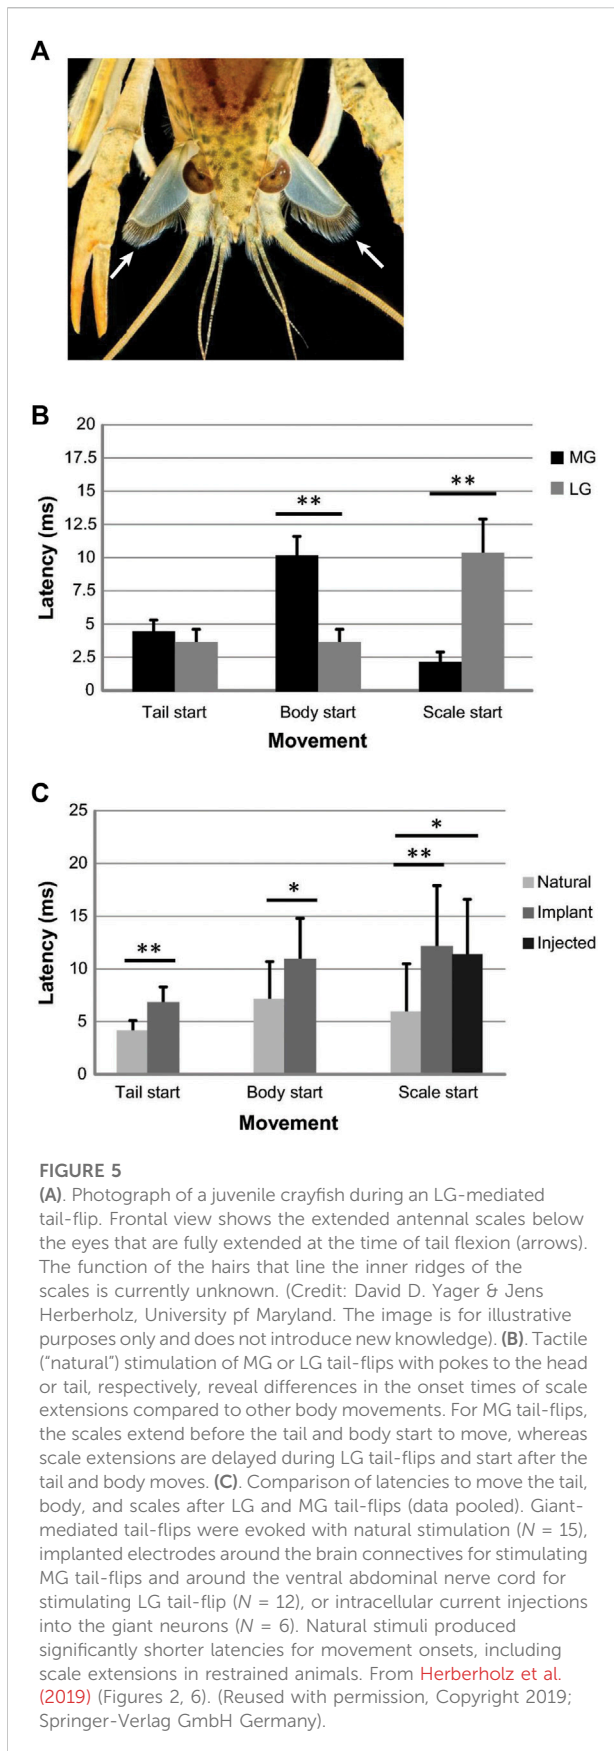 A
B
20
17.5
15
12.5
10
7.5
5
2.5
0
Latency (ms)
**
**
MG
LG
Tail start Body start Scale start
Movement
C
25
20
15
10
5
0
Latency (ms)
**
*
**
*
Natural
Implant
Injected
Tail start Body start Scale start
Movement
FIGURE 5
(A). Photograph of a juvenile crayfish during an LG-mediated
tail-flip. Frontal view shows the extended antennal scales below
the eyes that are fully extended at the time of tail flexion (arrows).
The function of the hairs that line the inner ridges of the
scales is currently unknown. (Credit: David D. Yager & Jens
Herberholz, University pf Maryland. The image is for illustrative
purposes only and does not introduce new knowledge). (B). Tactile
(“natural”) stimulation of MG or LG tail-flips with pokes to the head
or tail, respectively, reveal differences in the onset times of scale
extensions compared to other body movements. For MG tail-flips,
the scales extend before the tail and body start to move, whereas
scale extensions are delayed during LG tail-flips and start after the
tail and body moves. (C). Comparison of latencies to move the tail,
body, and scales after LG and MG tail-flips (data pooled). Giant-
mediated tail-flips were evoked with natural stimulation (N = 15),
implanted electrodes around the brain connectives for stimulating
MG tail-flips and around the ventral abdominal nerve cord for
stimulating LG tail-flip (N = 12), or intracellular current injections
into the giant neurons (N = 6). Natural stimuli produced
significantly shorter latencies for movement onsets, including
scale extensions in restrained animals. From Herberholz et al.
(2019) (Figures 2, 6). (Reused with permission, Copyright 2019;
Springer-Verlag GmbH Germany).